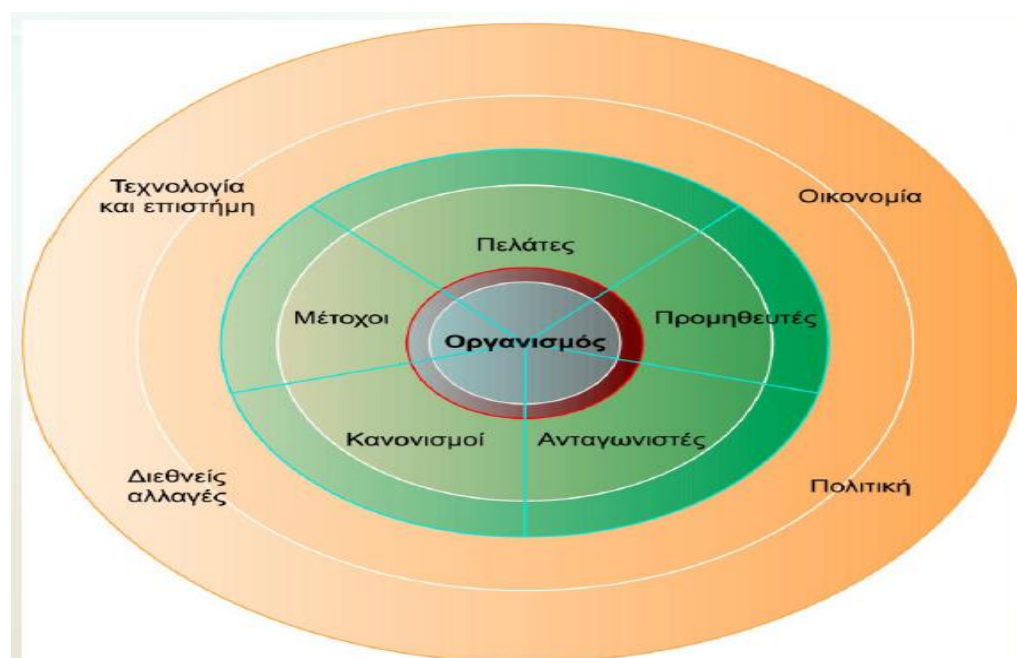 Τεχνολογία
και επιστήμη
Οικονομία
Πελάτες
Μέτοχοι
Προμηθευτές
Οργανισμός
Κανονισμοί
Ανταγωνιστές
Διεθνείς
αλλαγές
Πολιτική